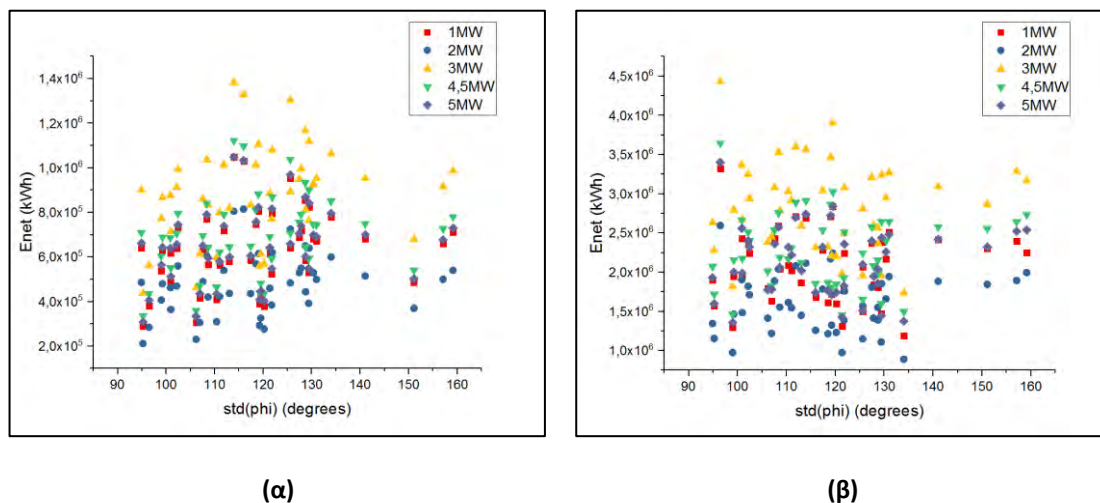 1MW
2MW
3MW
4,5MW
5MW
1,4x10⁶
1,2x10⁶
1,0x10⁶
8,0x10⁵
6,0x10⁵
4,0x10⁵
2,0x10⁵
Enet (kWh)
90 100 110 120 130 140 150 160
std(phi) (degrees)
(α)
1MW
2MW
3MW
4,5MW
5MW
4,5x10⁶
4,0x10⁶
3,5x10⁶
3,0x10⁶
2,5x10⁶
2,0x10⁶
1,5x10⁶
1,0x10⁶
Enet (kWh)
90 100 110 120 130 140 150 160
std(phi) (degrees)
(β)